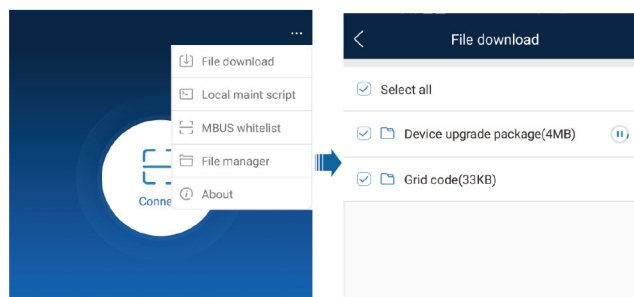 ...
File download
Local maint script
MBUS whitelist
File manager
About
Conne
File download
Select all
Device upgrade package(4MB)
Grid code(33KB)